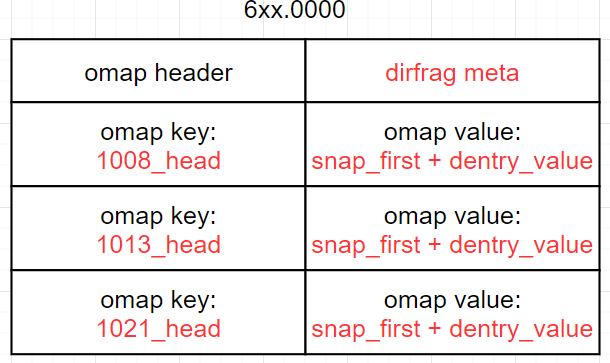 6xx.0000
omap header
dirfrag meta
omap key:
1008_head
omap value:
snap_first + dentry_value
omap key:
1013_head
omap value:
snap_first + dentry_value
omap key:
1021_head
omap value:
snap_first + dentry_value